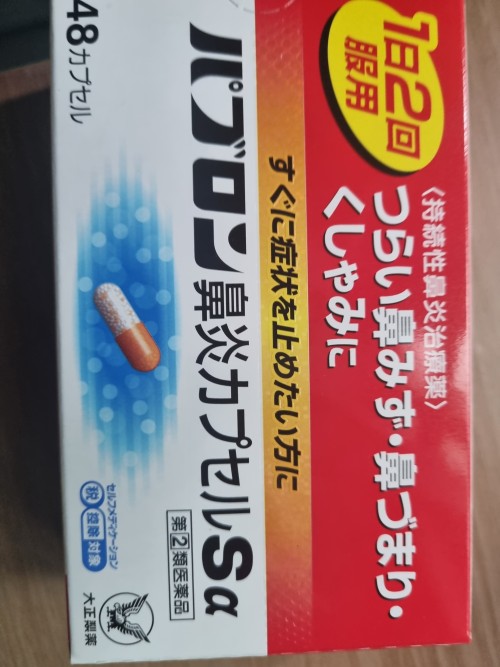 1日2回
服用
〈持続性鼻炎治療薬〉
つらい鼻みず・鼻づまり・
くしゃみに
すぐに症状を止めたい方に
パブロン鼻炎カプセルSα
第2類医薬品
48カプセル
セルフメディケーション
税 控除 対象
大正製薬